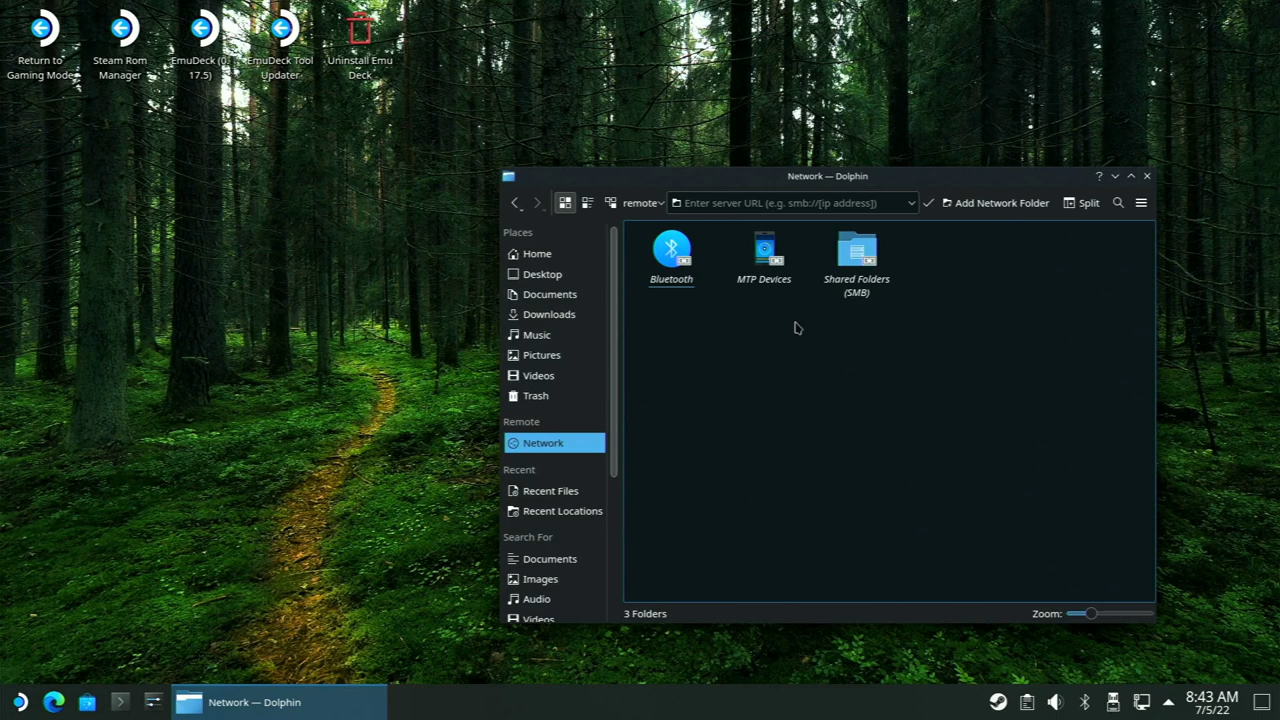 Return to
Gaming Mode
Steam Rom
Manager
EmuDeck (0.
17.5)
EmuDeck Tool
Updater
Uninstall Emu
Deck
Network — Dolphin
remote
Enter server URL (e.g. smb://[ip address])
Add Network Folder
Split
Places
Home
Desktop
Documents
Downloads
Music
Pictures
Videos
Trash
Remote
Network
Recent
Recent Files
Recent Locations
Search For
Documents
Images
Audio
Videos
Bluetooth
MTP Devices
Shared Folders
(SMB)
3 Folders
Zoom:
Network — Dolphin
8:43 AM
7/5/22